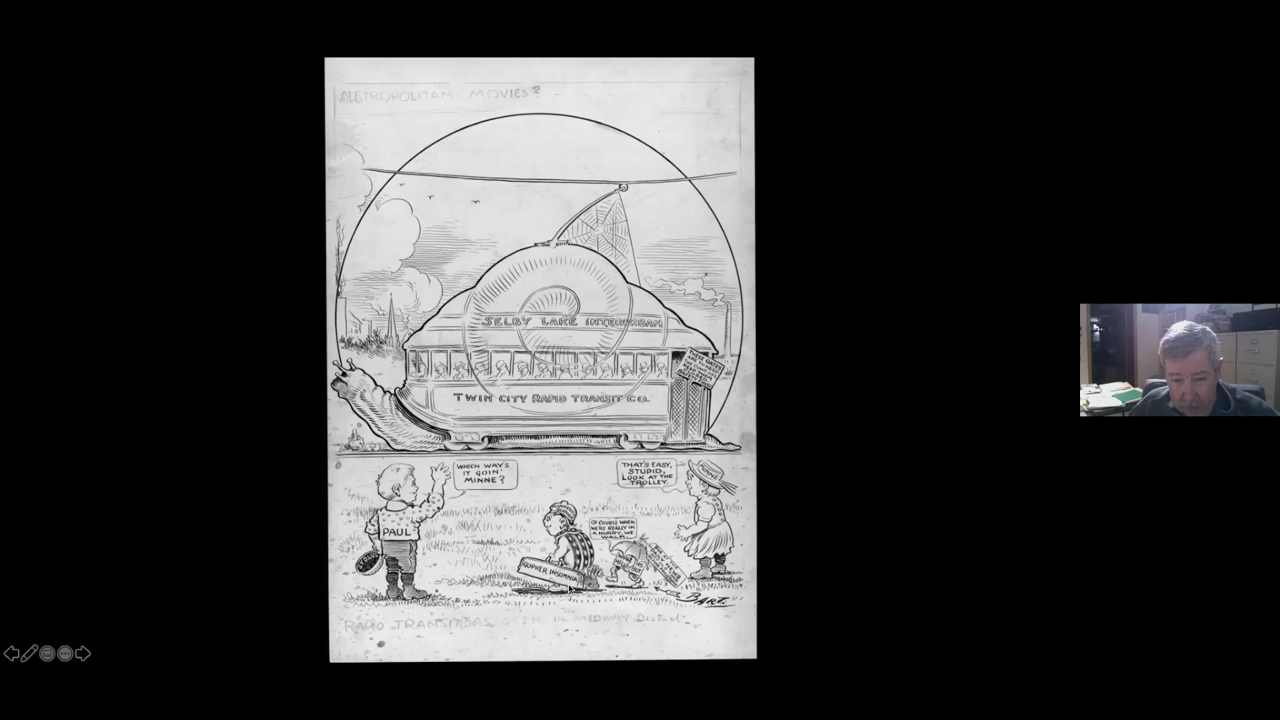 METROPOLITAN MOVIES
SELBY LAKE INTERURBAN
TWIN CITY RAPID TRANSIT CO.
WHICH WAY'S
IT GOIN'
MINNE?
THAT'S EASY,
STUPID,
LOOK AT THE
TROLLEY.
MINNE
PAUL
OF COURSE WHEN
WE'RE REALLY IN
A HURRY, WE
WALK
GOPHER INSOMNIA
BART
RAPID TRANSIT AS SEEN IN MIDWAY